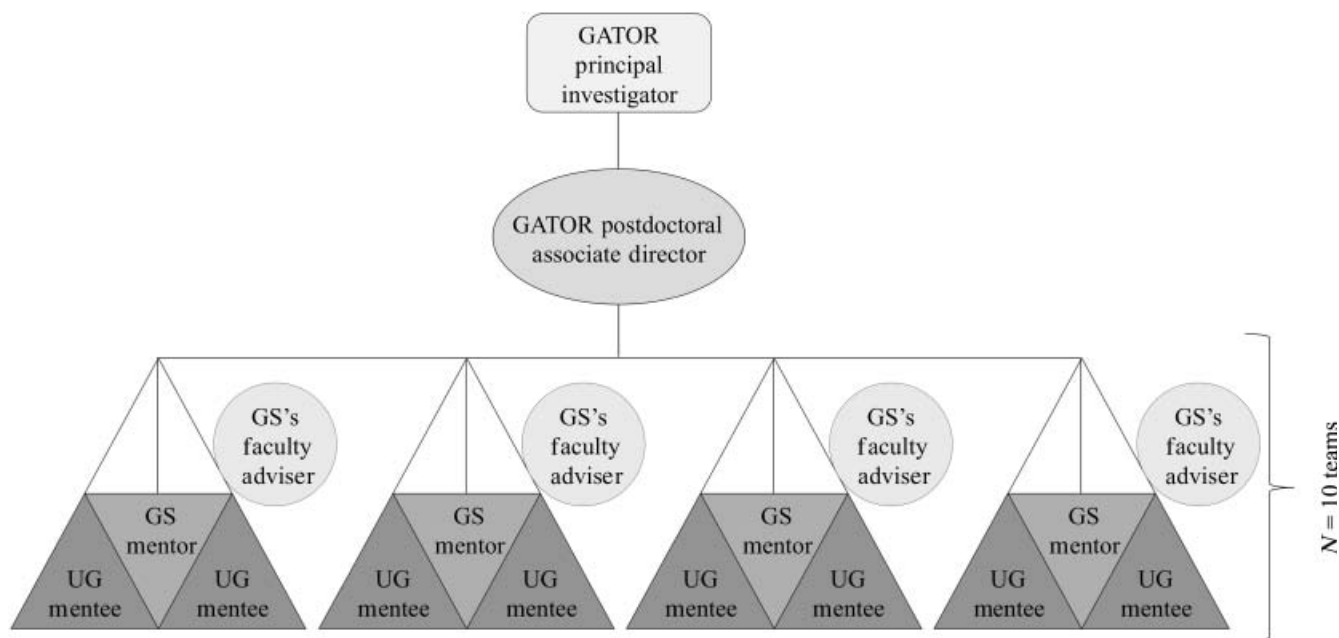 GATOR
principal
investigator
GATOR postdoctoral
associate director
GS's
faculty
adviser
GS's
faculty
adviser
GS's
faculty
adviser
GS's
faculty
adviser
GS
mentor
UG
mentee
UG
mentee
GS
mentor
UG
mentee
UG
mentee
GS
mentor
UG
mentee
UG
mentee
GS
mentor
UG
mentee
UG
mentee
N = 10 teams